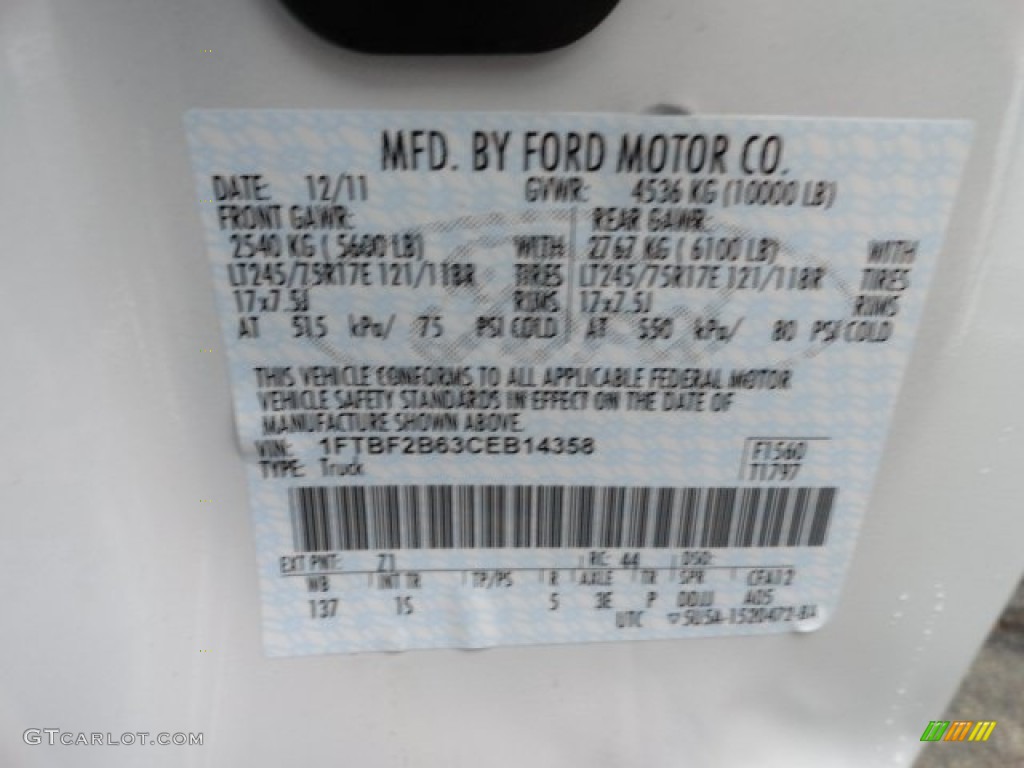 MFD. BY FORD MOTOR CO.
DATE: 12/11 GVWR: 4536 KG (10000 LB)
FRONT GAWR: REAR GAWR:
2540 KG ( 5600 LB) WITH 2767 KG ( 6100 LB) WITH
LT245/75R17E 121/118R TIRES LT245/75R17E 121/118R TIRES
17x7.5J RIMS 17x7.5J RIMS
AT 515 kPa/ 75 PSI COLD AT 550 kPa/ 80 PSI COLD
THIS VEHICLE CONFORMS TO ALL APPLICABLE FEDERAL MOTOR
VEHICLE SAFETY STANDARDS IN EFFECT ON THE DATE OF
MANUFACTURE SHOWN ABOVE.
VIN: 1FTBF2B63CEB14358 F1560
TYPE: Truck T1797
EXT PNT: Z1 RC: 44 DSO:
WB INT TR TP/PS R AXLE TR SPR
137 1S 5 3E P DDJJ A05
UTC ▽5U5A-1520472-BA
GTCARLOT.COM